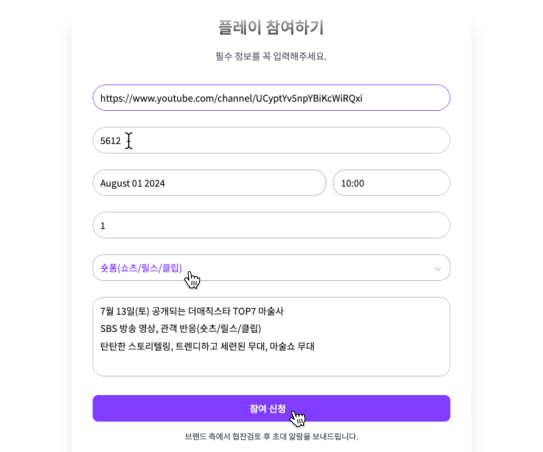 플레이 참여하기
필수 정보를 꼭 입력해주세요.
https://www.youtube.com/channel/UCyptYv5npYBiKcWiRQxi
5612
August 01 2024
10:00
1
숏폼(쇼츠/릴스/클립)
7월 13일(토) 공개되는 더매직스타 TOP7 마술사
SBS 방송 영상, 관객 반응(숏츠/릴스/클립)
탄탄한 스토리텔링, 트렌디하고 세련된 무대, 마술쇼 무대
참여 신청
브랜드 측에서 협찬검토 후 초대 알람을 보내드립니다.